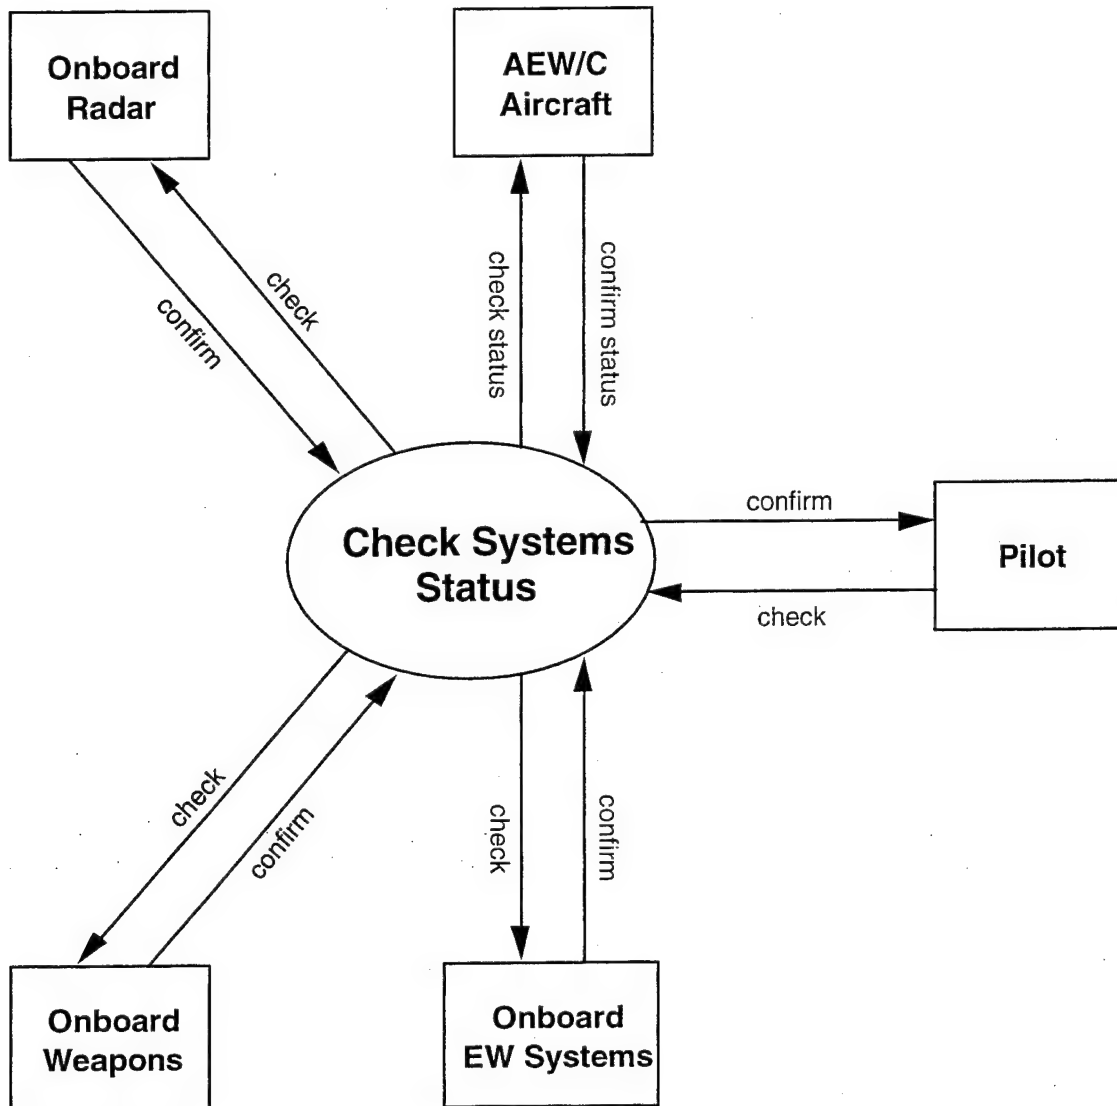 Onboard
Radar
AEW/C
Aircraft
check
confirm
check status
confirm status
Check Systems
Status
confirm
Pilot
check
check
confirm
check
confirm
Onboard
Weapons
Onboard
EW Systems